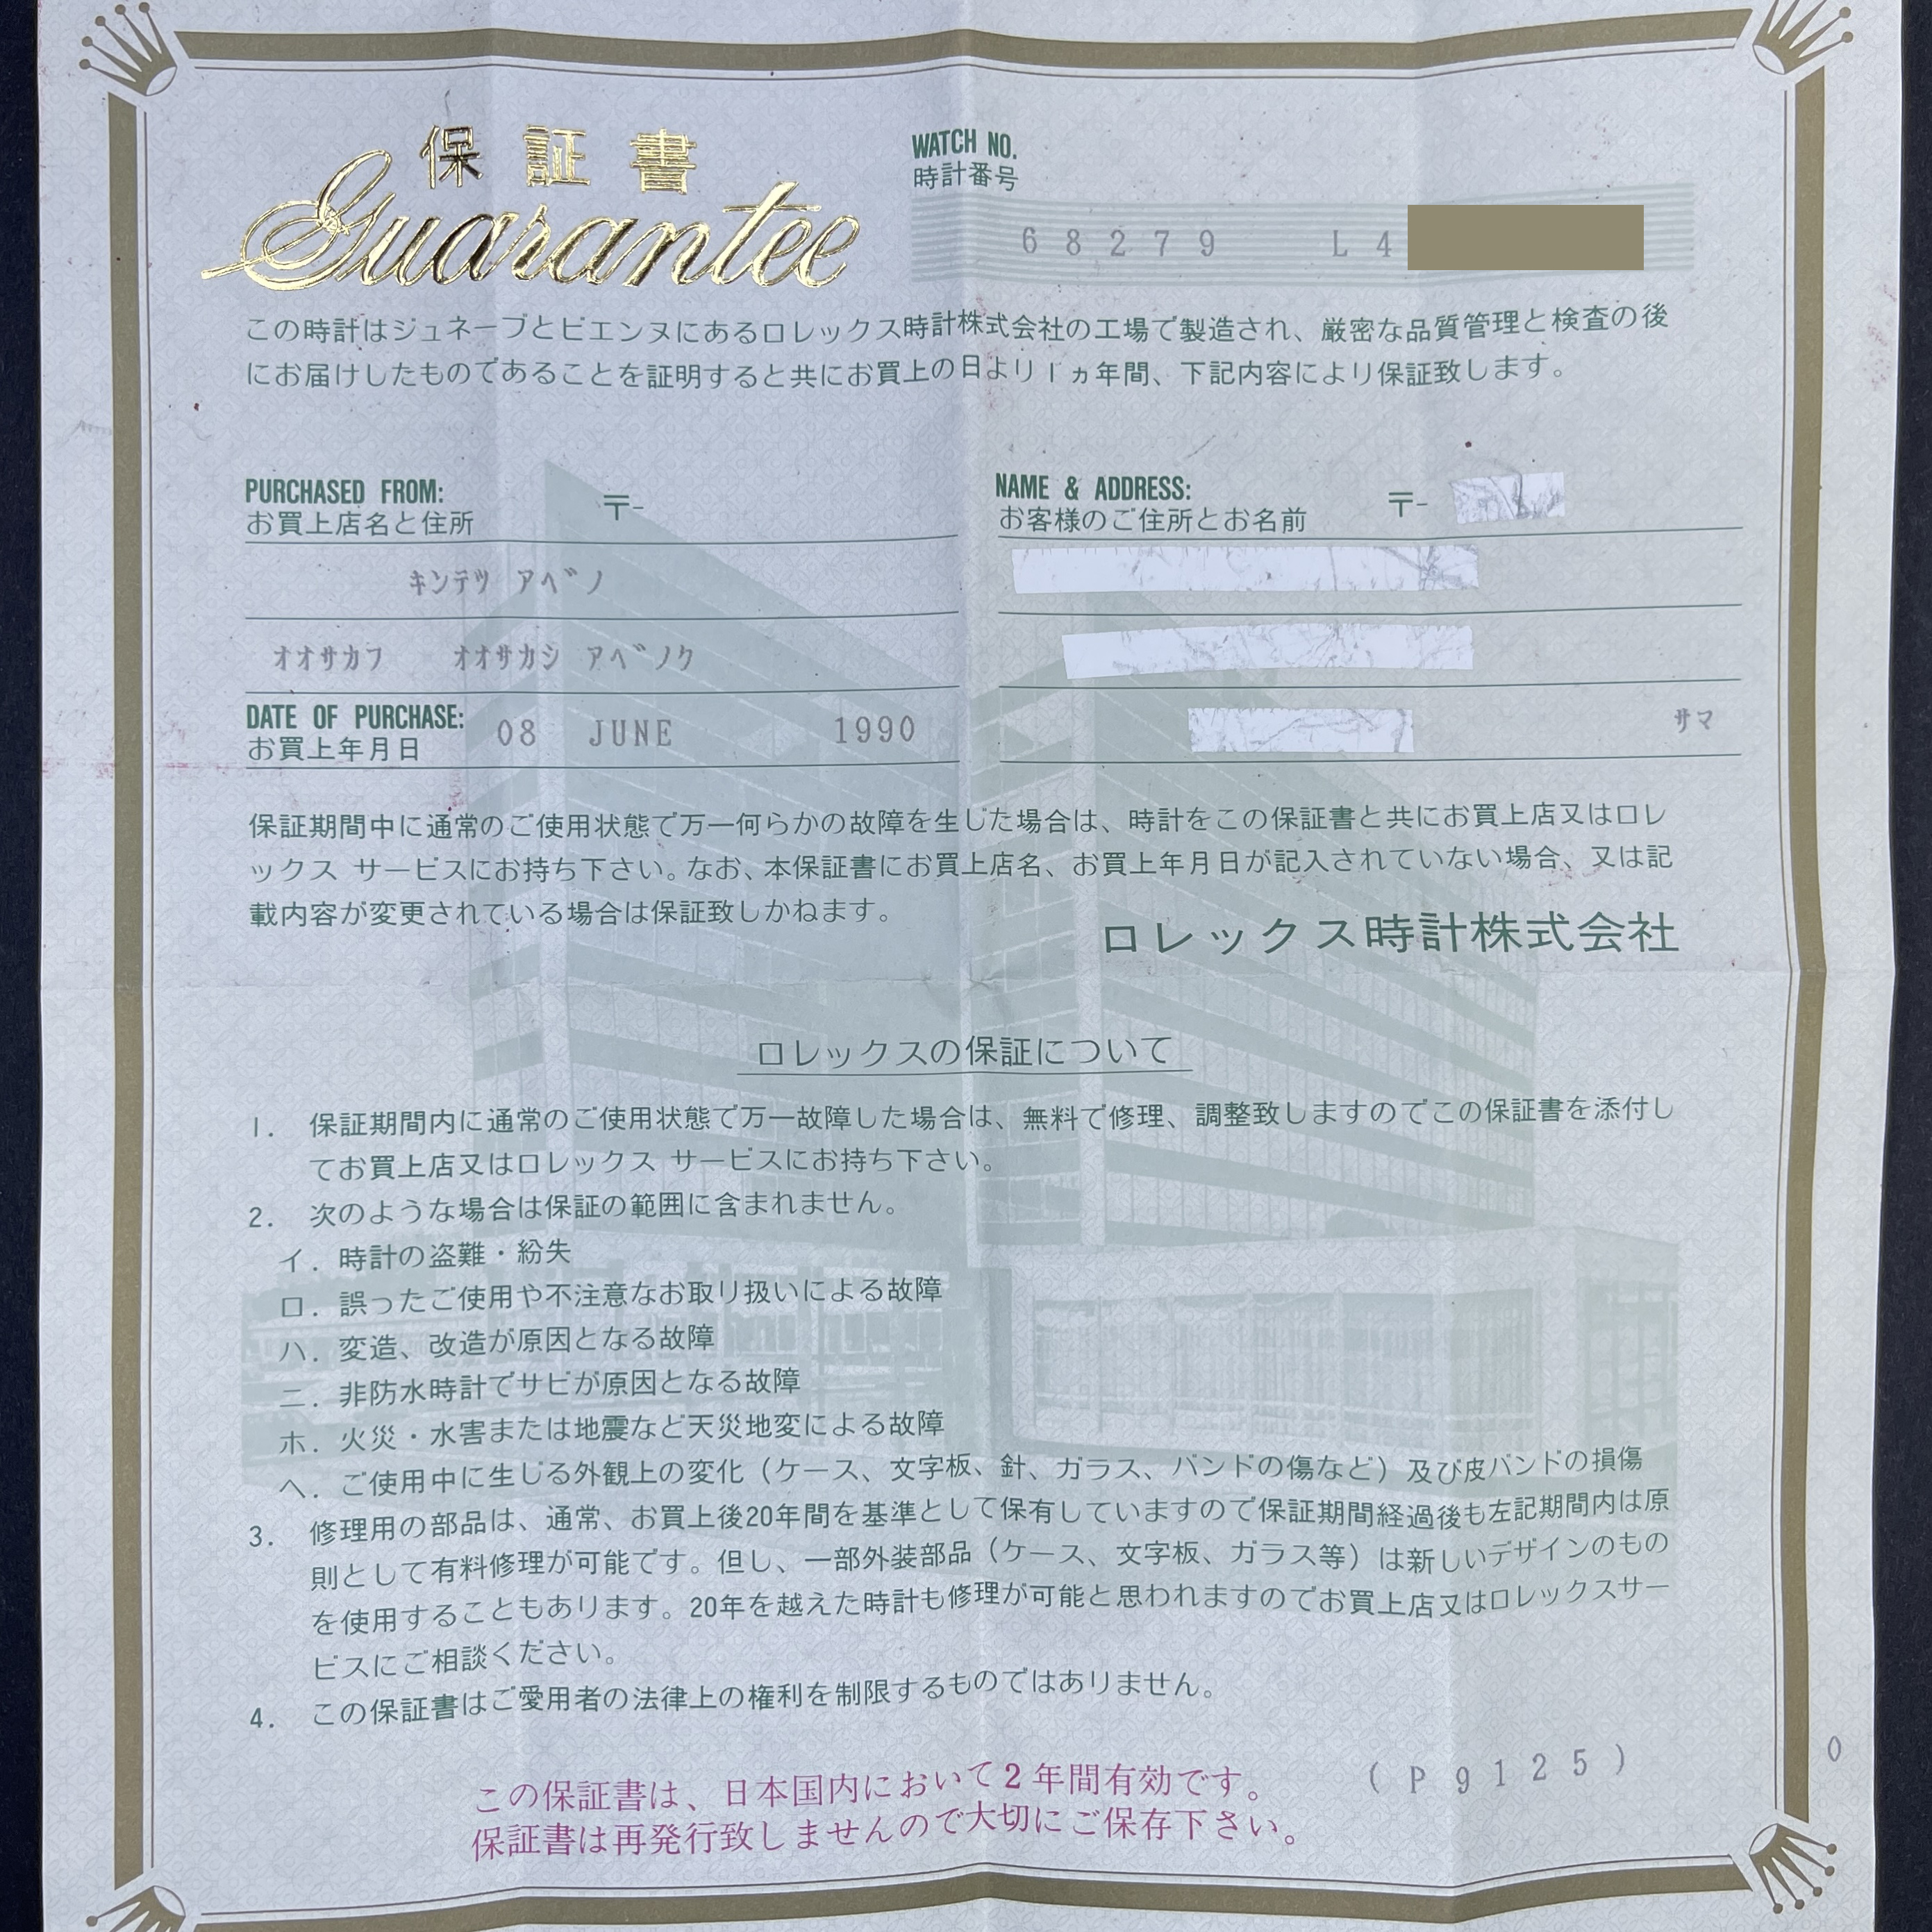 保証書
Guarantee
WATCH NO.
時計番号
68279 L4
この時計はジュネーブとビエンヌにあるロレックス時計株式会社の工場で製造され、厳密な品質管理と検査の後
にお届けしたものであることを証明すると共にお買上の日より1ヵ年間、下記内容により保証致します。
PURCHASED FROM: 〒-
お買上店名と住所
キンテツ アベノ
オオサカフ オオサカシ アベノク
DATE OF PURCHASE: 08 JUNE 1990
お買上年月日
NAME & ADDRESS: 〒-
お客様のご住所とお名前
サマ
保証期間中に通常のご使用状態で万一何らかの故障を生じた場合は、時計をこの保証書と共にお買上店又はロレ
ックス サービスにお持ち下さい。なお、本保証書にお買上店名、お買上年月日が記入されていない場合、又は記
載内容が変更されている場合は保証致しかねます。
ロレックス時計株式会社
ロレックスの保証について
1. 保証期間内に通常のご使用状態で万一故障した場合は、無料で修理、調整致しますのでこの保証書を添付し
てお買上店又はロレックス サービスにお持ち下さい。
2. 次のような場合は保証の範囲に含まれません。
イ. 時計の盗難・紛失
ロ. 誤ったご使用や不注意なお取り扱いによる故障
ハ. 変造、改造が原因となる故障
ニ. 非防水時計でサビが原因となる故障
ホ. 火災・水害または地震など天災地変による故障
ヘ. ご使用中に生じる外観上の変化（ケース、文字板、針、ガラス、バンドの傷など）及び皮バンドの損傷
3. 修理用の部品は、通常、お買上後20年間を基準として保有していますので保証期間経過後も左記期間内は原
則として有料修理が可能です。但し、一部外装部品（ケース、文字板、ガラス等）は新しいデザインのもの
を使用することもあります。20年を越えた時計も修理が可能と思われますのでお買上店又はロレックスサー
ビスにご相談ください。
4. この保証書はご愛用者の法律上の権利を制限するものではありません。
この保証書は、日本国内において2年間有効です。
保証書は再発行致しませんので大切にご保存下さい。
(P9125)
0